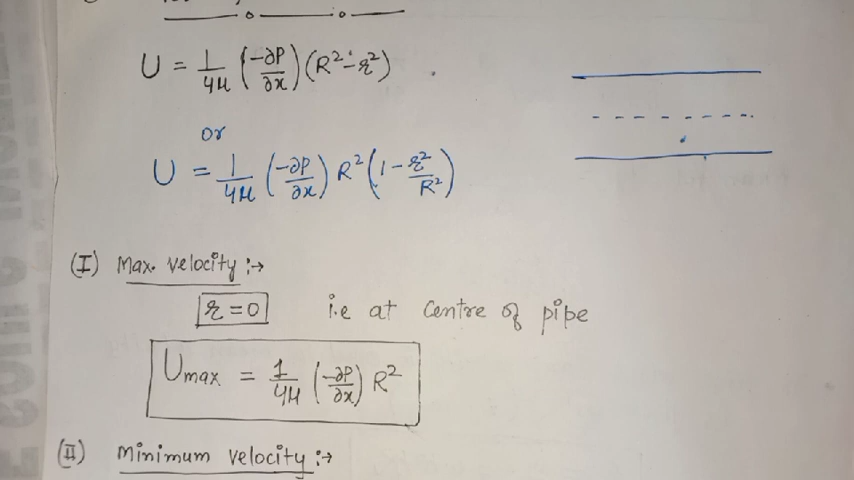 U = 1/4μ (-∂P/∂x) (R² - r²)
Or
U = 1/4μ (-∂P/∂x) R² (1 - r²/R²)
(I) Max. velocity :→
r = 0 i.e at centre of pipe
Umax = 1/4μ (-∂P/∂x) R²
(II) Minimum velocity :→